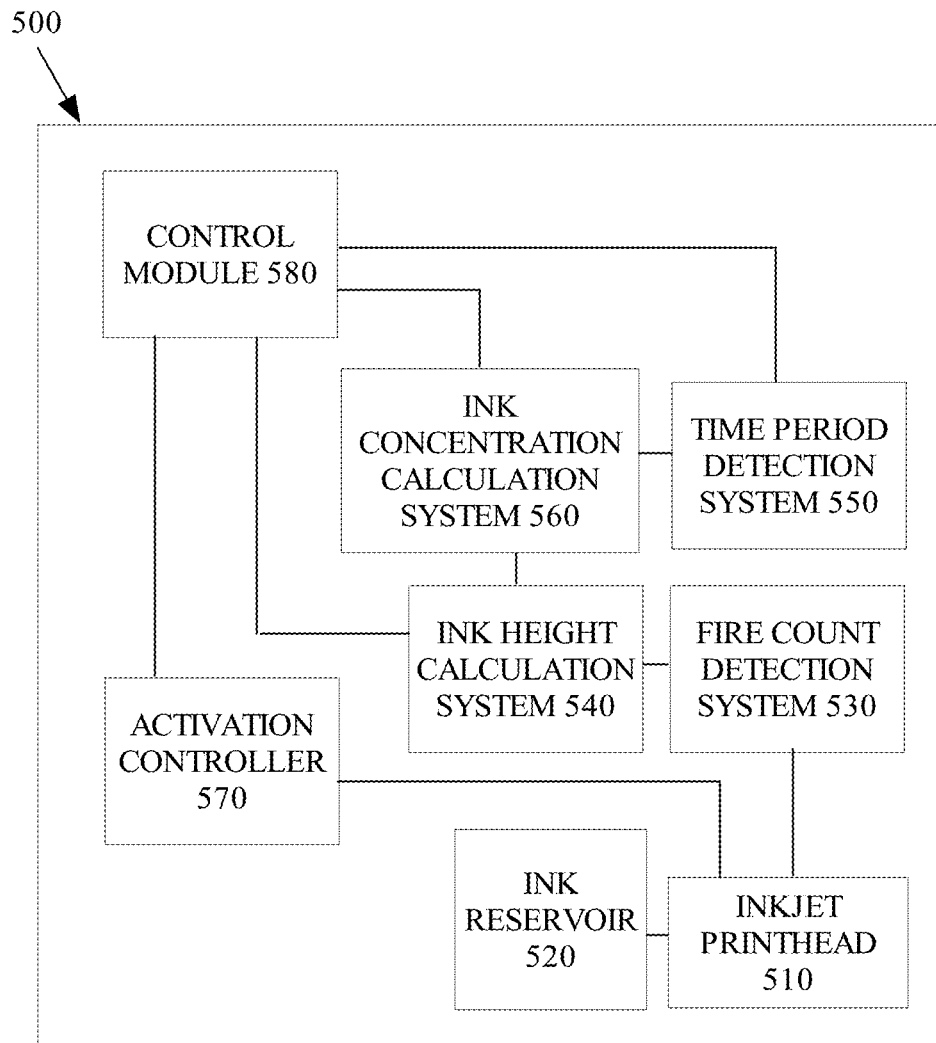 500
CONTROL
MODULE 580
INK
CONCENTRATION
CALCULATION
SYSTEM 560
TIME PERIOD
DETECTION
SYSTEM 550
INK HEIGHT
CALCULATION
SYSTEM 540
FIRE COUNT
DETECTION
SYSTEM 530
ACTIVATION
CONTROLLER
570
INK
RESERVOIR
520
INKJET
PRINTHEAD
510